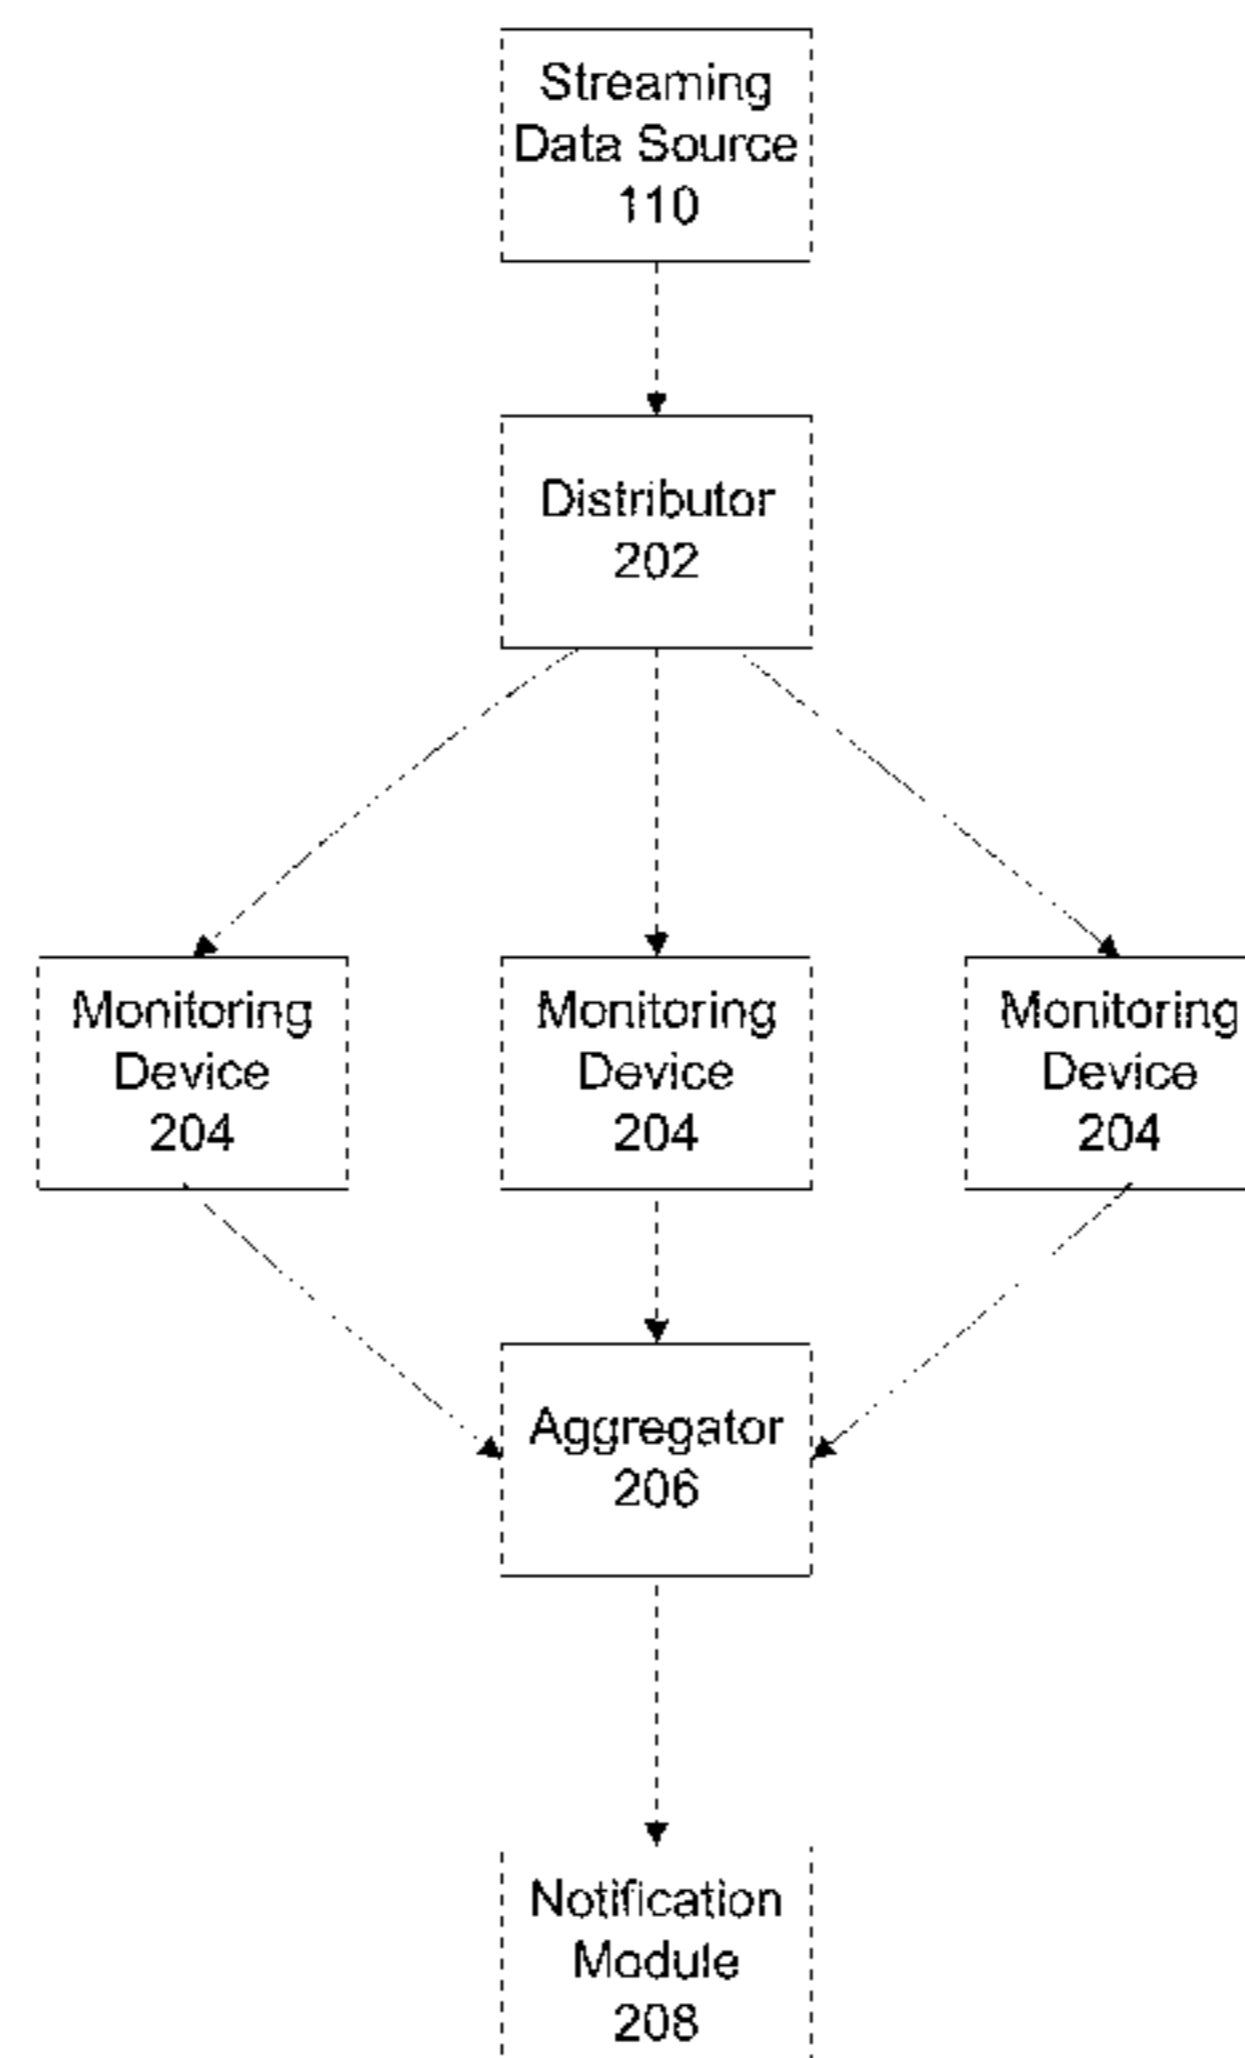 Streaming
Data Source
110
Distributor
202
Monitoring
Device
204
Monitoring
Device
204
Monitoring
Device
204
Aggregator
206
Notification
Module
208